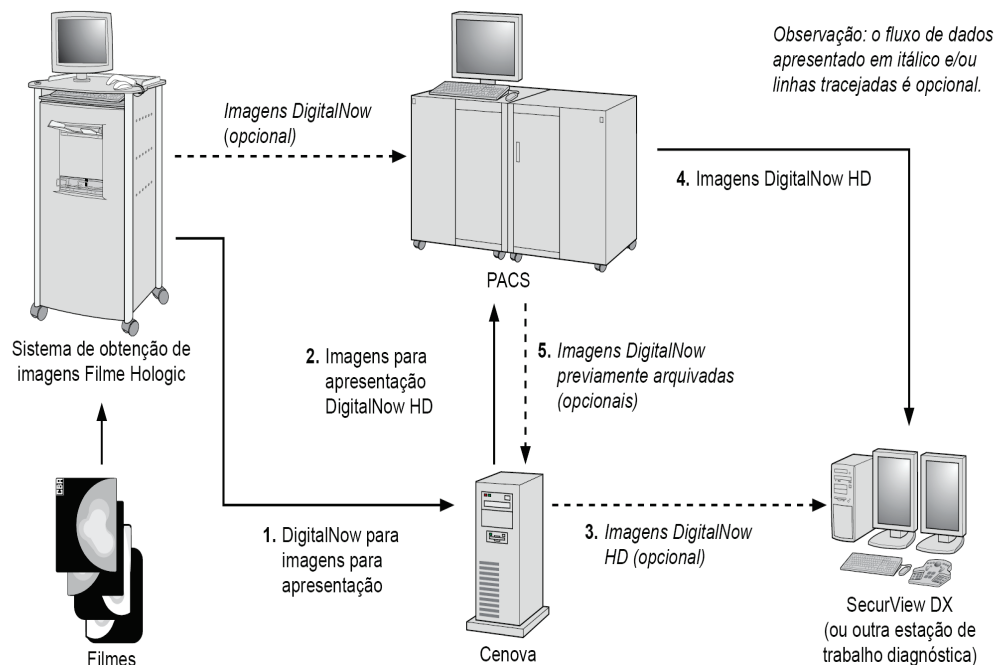 Observação: o fluxo de dados
apresentado em itálico e/ou
linhas tracejadas é opcional.
Imagens DigitalNow
(opcional)
4. Imagens DigitalNow HD
PACS
Sistema de obtenção de
imagens Filme Hologic
2. Imagens para
apresentação
DigitalNow HD
5. Imagens DigitalNow
previamente arquivadas
(opcionais)
CBR
1. DigitalNow para
imagens para
apresentação
3. Imagens DigitalNow
HD (opcional)
Filmes
Cenova
SecurView DX
(ou outra estação de
trabalho diagnóstica)